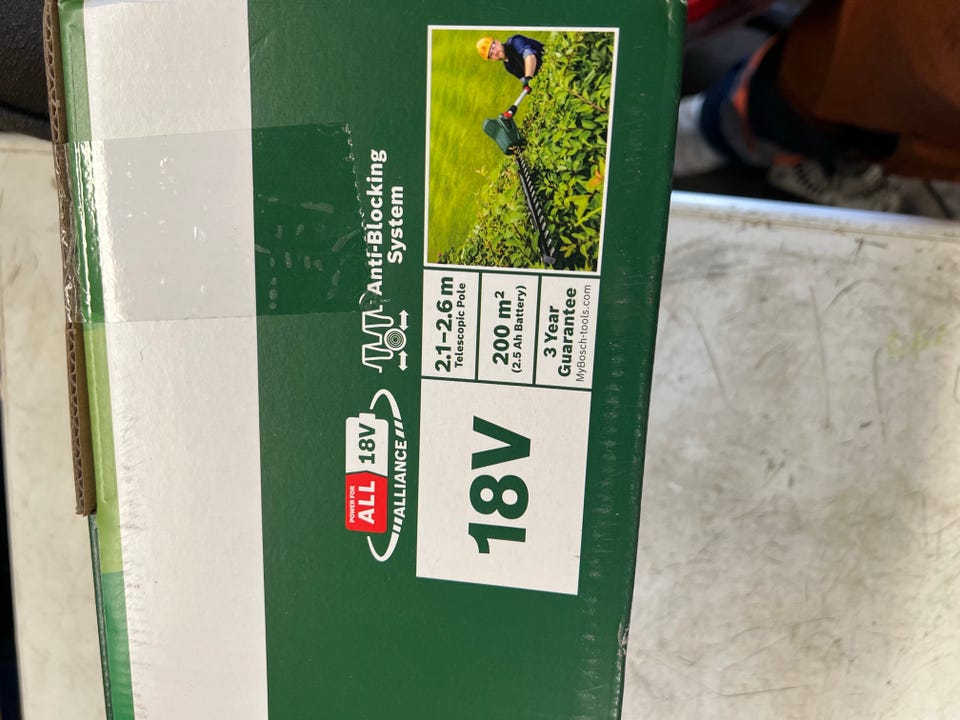 POWER FOR
ALL 18V
ALLIANCE
Anti-Blocking
System
18V
2.1–2.6 m
Telescopic Pole
200 m²
(2.5 Ah Battery)
3 Year
Guarantee
MyBosch-tools.com